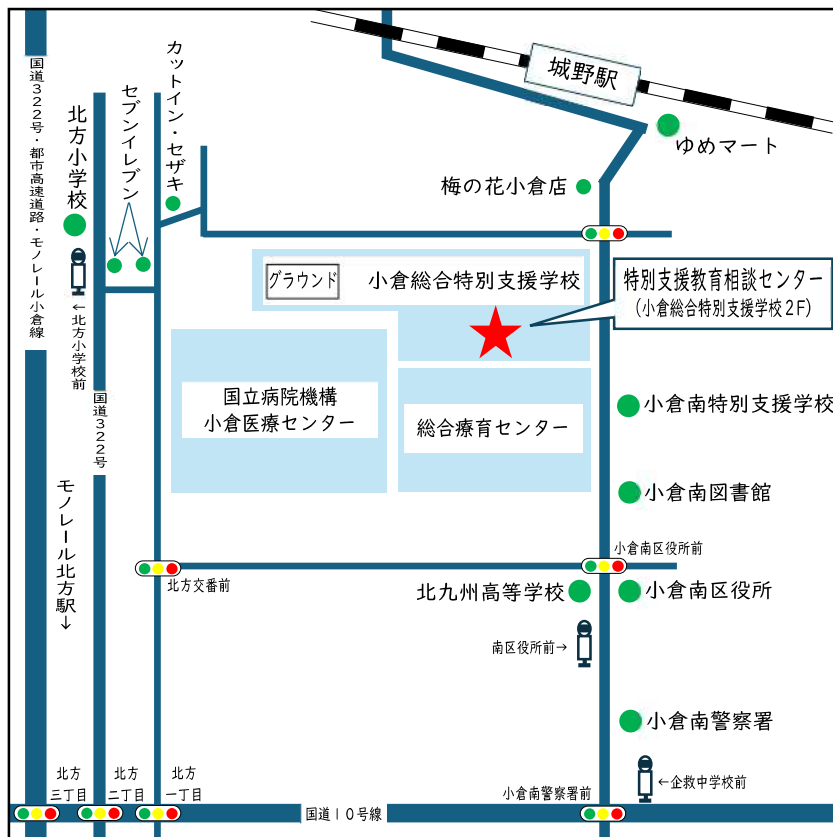 城野駅
ゆめマート
梅の花小倉店
カットイン・セザキ
セブンイレブン
北方小学校
国道322号・都市高速道路・モノレール小倉線
←北方小学校前
国道322号
モノレール北方駅→
グラウンド
小倉総合特別支援学校
特別支援教育相談センター
(小倉総合特別支援学校2F)
国立病院機構
小倉医療センター
総合療育センター
小倉南特別支援学校
小倉南図書館
小倉南区役所前
北方交番前
北九州高等学校
小倉南区役所
南区役所前→
小倉南警察署
←企救中学校前
北方
三丁目
北方
二丁目
北方
一丁目
小倉南警察署前
国道10号線